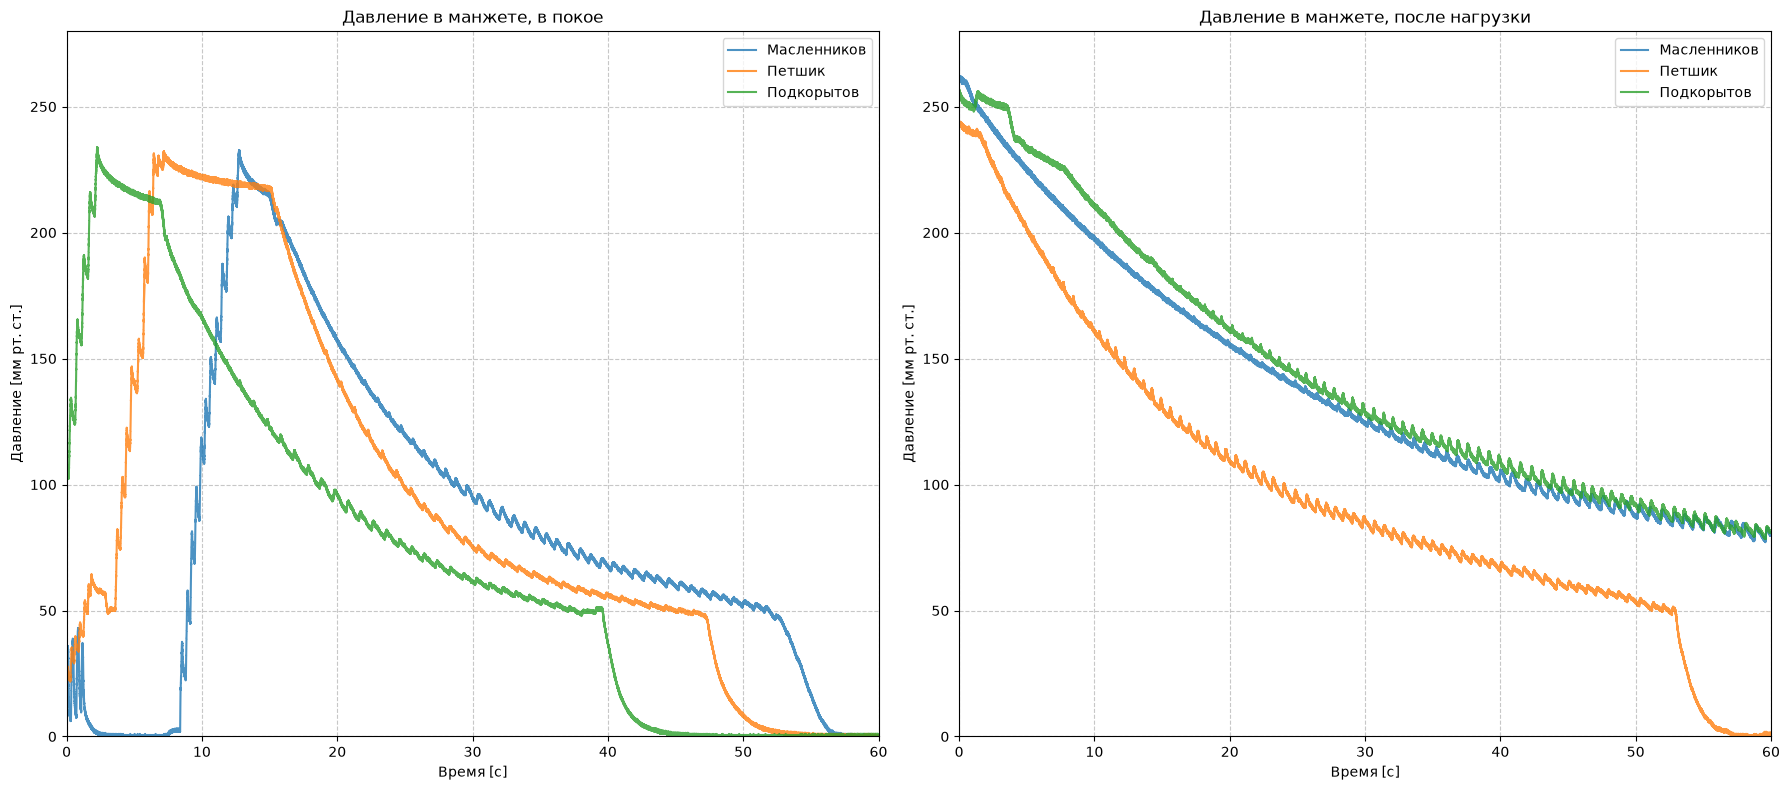 Давление в манжете, в покое
Масленников
Петшик
Подкорытов
Давление [мм рт. ст.]
250
200
150
100
50
0
0 10 20 30 40 50 60
Время [с]
Давление в манжете, после нагрузки
Масленников
Петшик
Подкорытов
Давление [мм рт. ст.]
250
200
150
100
50
0
0 10 20 30 40 50 60
Время [с]